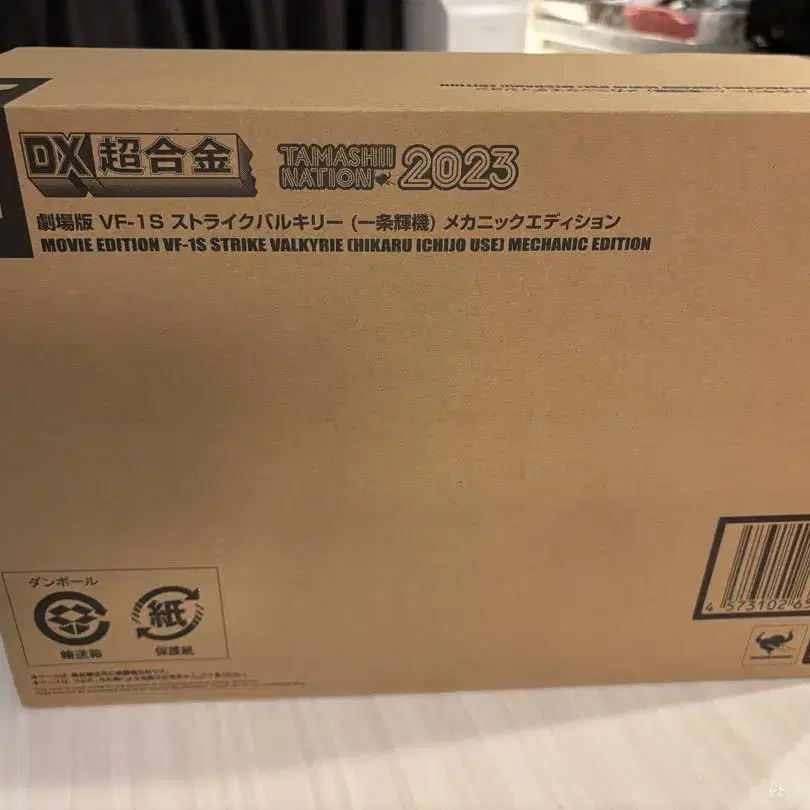 DX超合金
TAMASHII NATION 2023
劇場版 VF-1S ストライクバルキリー (一条輝機) メカニックエディション
MOVIE EDITION VF-1S STRIKE VALKYRIE (HIKARU ICHIJO USE) MECHANIC EDITION
ダンボール
紙
輸送箱
保護紙
4 573102 6